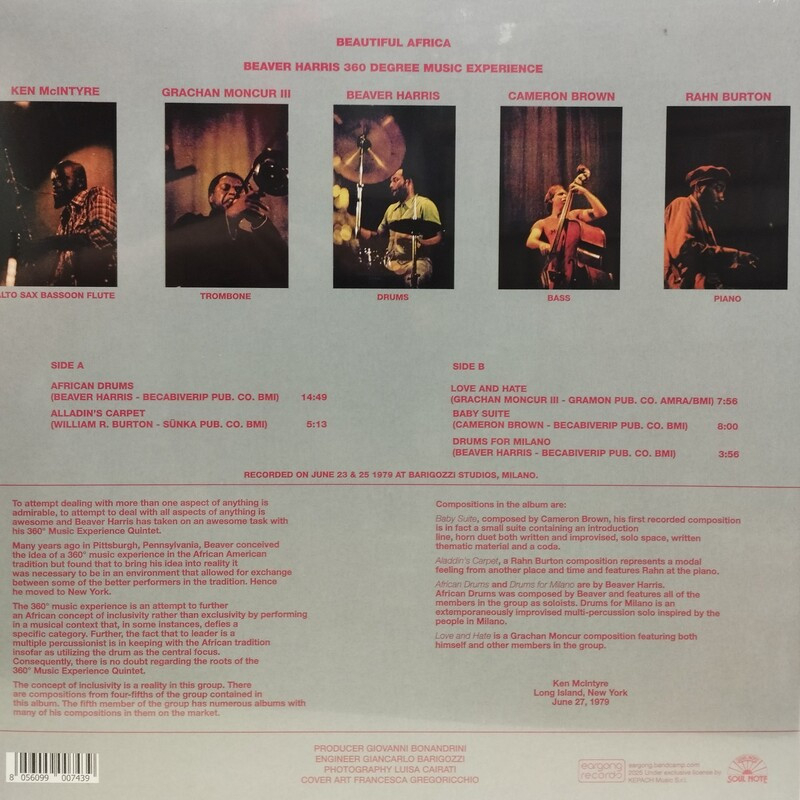 BEAUTIFUL AFRICA
BEAVER HARRIS 360 DEGREE MUSIC EXPERIENCE
KEN McINTYRE
GRACHAN MONCUR III
BEAVER HARRIS
CAMERON BROWN
RAHN BURTON
LTO SAX BASSOON FLUTE
TROMBONE
DRUMS
BASS
PIANO
SIDE A
AFRICAN DRUMS
(BEAVER HARRIS - BECABIVERIP PUB. CO. BMI) 14:49
ALLADIN'S CARPET
(WILLIAM R. BURTON - SÜNKA PUB. CO. BMI) 5:13
SIDE B
LOVE AND HATE
(GRACHAN MONCUR III - GRAMON PUB. CO. AMRA/BMI) 7:56
BABY SUITE
(CAMERON BROWN - BECABIVERIP PUB. CO. BMI) 8:00
DRUMS FOR MILANO
(BEAVER HARRIS - BECABIVERIP PUB. CO. BMI) 3:56
RECORDED ON JUNE 23 & 25 1979 AT BARIGOZZI STUDIOS, MILANO.
To attempt dealing with more than one aspect of anything is
admirable, to attempt to deal with all aspects of anything is
awesome and Beaver Harris has taken on an awesome task with
his 360° Music Experience Quintet.
Many years ago in Pittsburgh, Pennsylvania, Beaver conceived
the idea of a 360° music experience in the African American
tradition but found that to bring his idea into reality it
was necessary to be in an environment that allowed for exchange
between some of the better performers in the tradition. Hence
he moved to New York.
The 360° music experience is an attempt to further
an African concept of inclusivity rather than exclusivity by performing
in a musical context that, in some instances, defies a
specific category. Further, the fact that to leader is a
multiple percussionist is in keeping with the African tradition
insofar as utilizing the drum as the central focus.
Consequently, there is no doubt regarding the roots of the
360° Music Experience Quintet.
The concept of inclusivity is a reality in this group. There
are compositions from four-fifths of the group contained in
this album. The fifth member of the group has numerous albums with
many of his compositions in them on the market.
Compositions in the album are:
Baby Suite, composed by Cameron Brown, his first recorded composition
is in fact a small suite containing an introduction
line, horn duet both written and improvised, solo space, written
thematic material and a coda.
Aladdin's Carpet, a Rahn Burton composition represents a modal
feeling from another place and time and features Rahn at the piano.
African Drums and Drums for Milano are by Beaver Harris.
African Drums was composed by Beaver and features all of the
members in the group as soloists. Drums for Milano is an
extemporaneously improvised multi-percussion solo inspired by the
people in Milano.
Love and Hate is a Grachan Moncur composition featuring both
himself and other members in the group.
Ken McIntyre
Long Island, New York
June 27, 1979
PRODUCER GIOVANNI BONANDRINI
ENGINEER GIANCARLO BARIGOZZI
PHOTOGRAPHY LUISA CAIRATI
COVER ART FRANCESCA GREGORICCHIO
8 056099 007439
eargong
records
eargong.bandcamp.com
2025 Under exclusive license by
KEPACH Music S.r.l.
SOUL NOTE